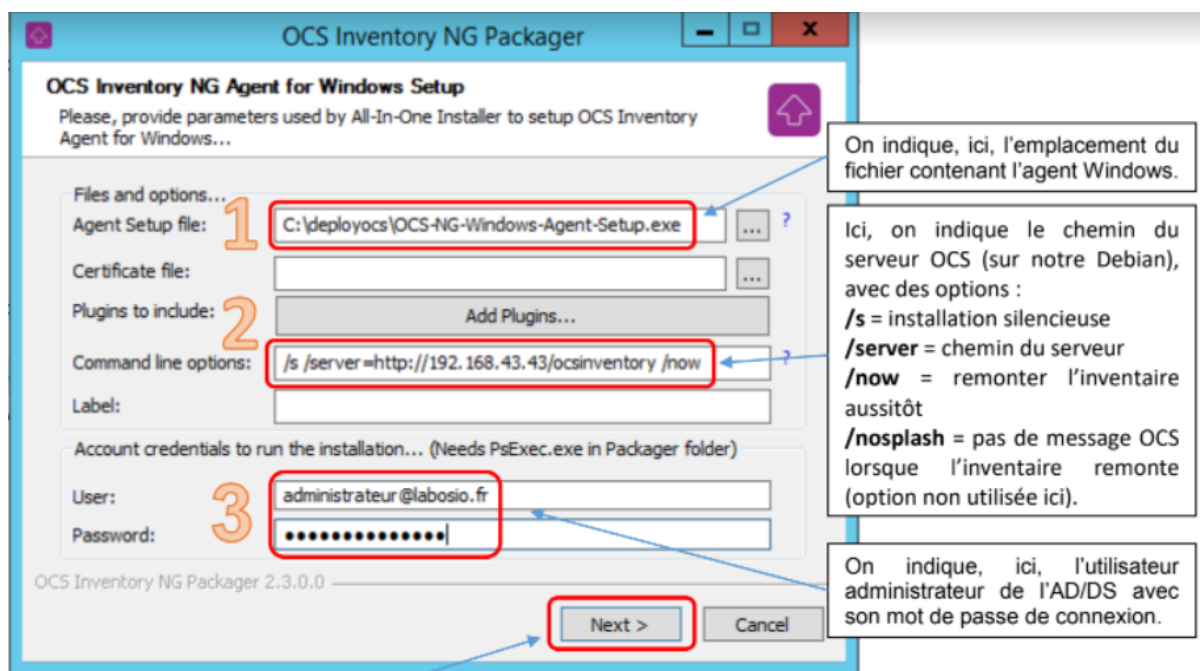 OCS Inventory NG Packager
OCS Inventory NG Agent for Windows Setup
Please, provide parameters used by All-In-One Installer to setup OCS Inventory
Agent for Windows...
Files and options...
1
Agent Setup file:
C:\deployocs\OCS-NG-Windows-Agent-Setup.exe
...
?
Certificate file:
...
Plugins to include:
2
Add Plugins...
Command line options:
/s /server=http://192.168.43.43/ocsinventory /now
?
Label:
Account credentials to run the installation... (Needs PsExec.exe in Packager folder)
User:
administrateur@labosio.fr
3
Password:
••••••••••••••
OCS Inventory NG Packager 2.3.0.0
Next >
Cancel
On indique, ici, l'emplacement du
fichier contenant l'agent Windows.
Ici, on indique le chemin du
serveur OCS (sur notre Debian),
avec des options :
/s = installation silencieuse
/server = chemin du serveur
/now = remonter l'inventaire
aussitôt
/nosplash = pas de message OCS
lorsque l'inventaire remonte
(option non utilisée ici).
On indique, ici, l'utilisateur
administrateur de l'AD/DS avec
son mot de passe de connexion.